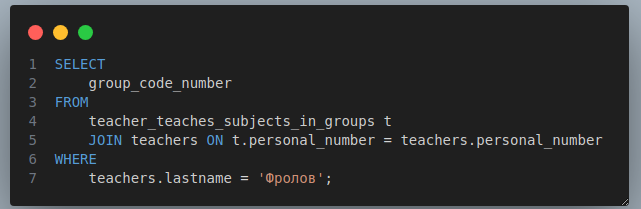 1 SELECT
2     group_code_number
3 FROM
4     teacher_teaches_subjects_in_groups t
5     JOIN teachers ON t.personal_number = teachers.personal_number
6 WHERE
7     teachers.lastname = 'Фролов';